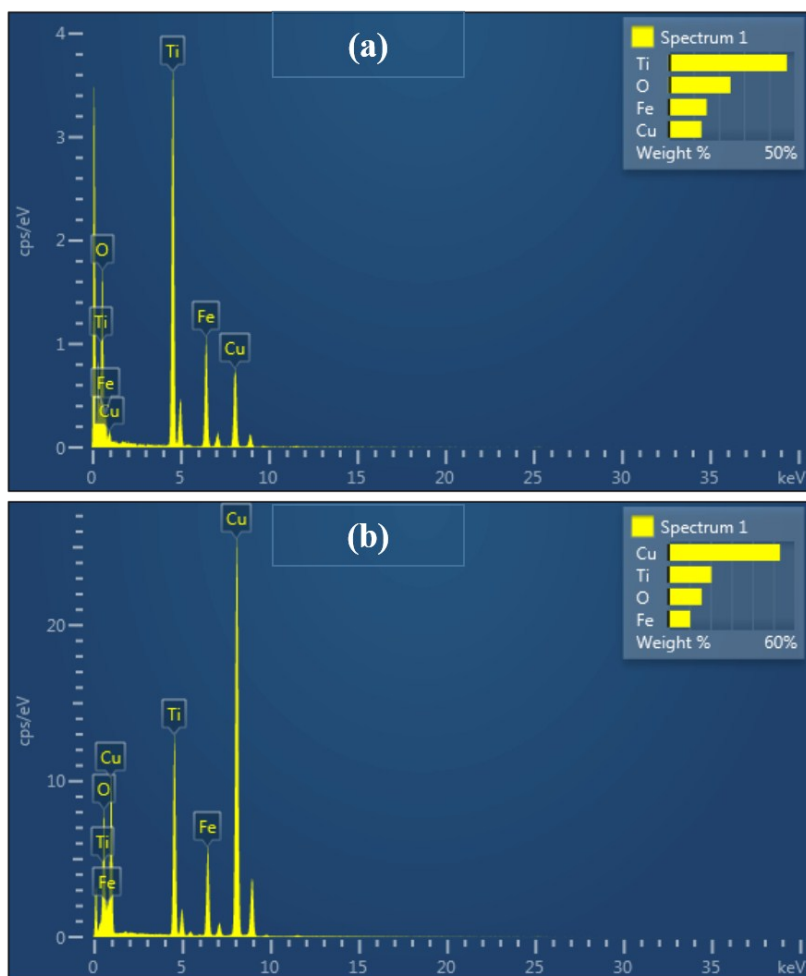 (a)
4
3
2
1
0
cps/eV
Ti
O
Ti
Fe
Cu
Fe
Cu
0 5 10 15 20 25 30 35 keV
Spectrum 1
Ti
O
Fe
Cu
Weight % 50%
(b)
20
10
0
cps/eV
Cu
Ti
Cu
O
Ti
Fe
Fe
0 5 10 15 20 25 30 35 keV
Spectrum 1
Cu
Ti
O
Fe
Weight % 60%